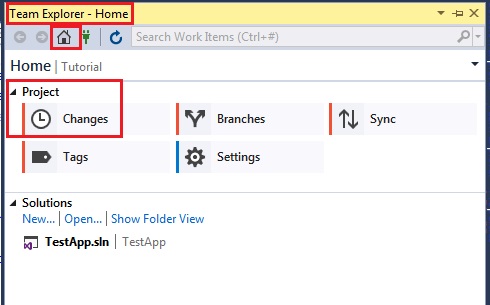 Team Explorer - Home
Search Work Items (Ctrl+#)
Home | Tutorial
Project
Changes Branches Sync
Tags Settings
Solutions
New... | Open... | Show Folder View
TestApp.sln | TestApp